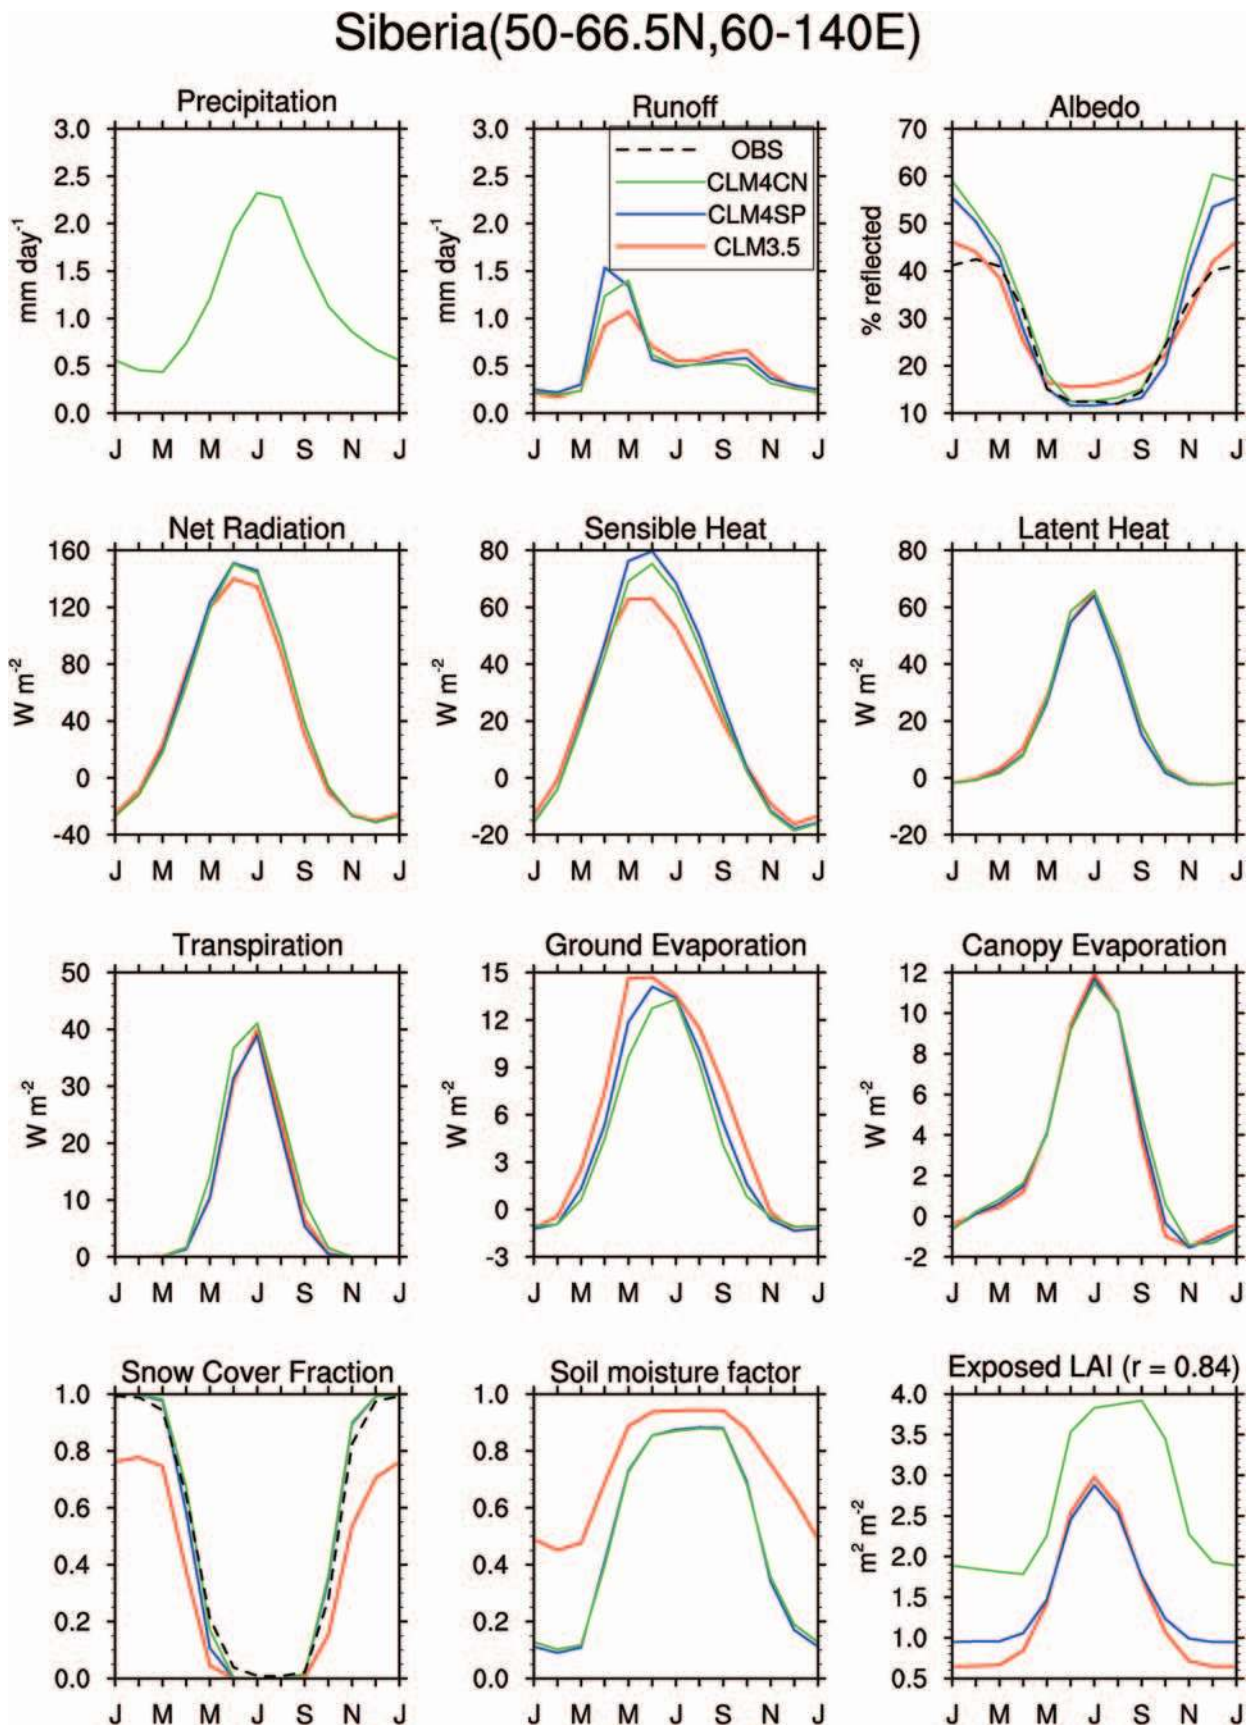 Siberia(50-66.5N,60-140E)
Precipitation
3.0
2.5
2.0
1.5
1.0
0.5
0.0
mm day-1
J M M J S N J
Runoff
3.0
2.5
2.0
1.5
1.0
0.5
0.0
mm day-1
OBS
CLM4CN
CLM4SP
CLM3.5
J M M J S N J
Albedo
70
60
50
40
30
20
10
% reflected
J M M J S N J
Net Radiation
160
120
80
40
0
-40
W m-2
J M M J S N J
Sensible Heat
80
60
40
20
0
-20
W m-2
J M M J S N J
Latent Heat
80
60
40
20
0
-20
W m-2
J M M J S N J
Transpiration
50
40
30
20
10
0
W m-2
J M M J S N J
Ground Evaporation
15
12
9
6
3
0
-3
W m-2
J M M J S N J
Canopy Evaporation
12
10
8
6
4
2
0
-2
W m-2
J M M J S N J
Snow Cover Fraction
1.0
0.8
0.6
0.4
0.2
0.0
J M M J S N J
Soil moisture factor
1.0
0.8
0.6
0.4
0.2
0.0
J M M J S N J
Exposed LAI (r = 0.84)
4.0
3.5
3.0
2.5
2.0
1.5
1.0
0.5
m2 m-2
J M M J S N J